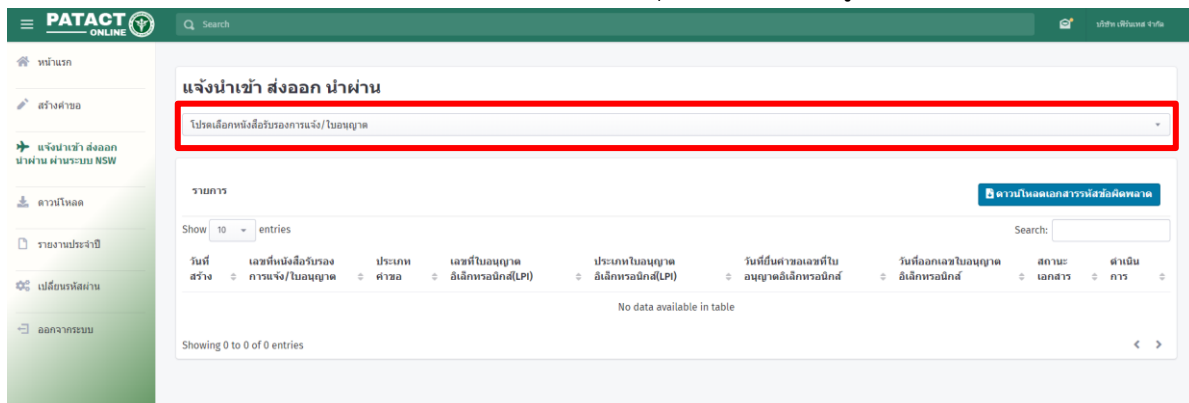 PATACT
ONLINE
Search
บริษัท เฟิร์นเทส จำกัด
หน้าแรก
สร้างคำขอ
แจ้งนำเข้า ส่งออก
นำผ่าน ผ่านระบบ NSW
ดาวน์โหลด
รายงานประจำปี
เปลี่ยนรหัสผ่าน
ออกจากระบบ
แจ้งนำเข้า ส่งออก นำผ่าน
โปรดเลือกหนังสือรับรองการแจ้ง/ใบอนุญาต
รายการ
ดาวน์โหลดเอกสารรหัสข้อผิดพลาด
Show 10 entries
Search:
วันที่สร้าง
เลขที่หนังสือรับรองการแจ้ง/ใบอนุญาต
ประเภทคำขอ
เลขที่ใบอนุญาตอิเล็กทรอนิกส์(LPI)
ประเภทใบอนุญาตอิเล็กทรอนิกส์(LPI)
วันที่ยื่นคำขอเลขที่ใบอนุญาตอิเล็กทรอนิกส์
วันที่ออกเลขใบอนุญาตอิเล็กทรอนิกส์
สถานะเอกสาร
ดำเนินการ
No data available in table
Showing 0 to 0 of 0 entries